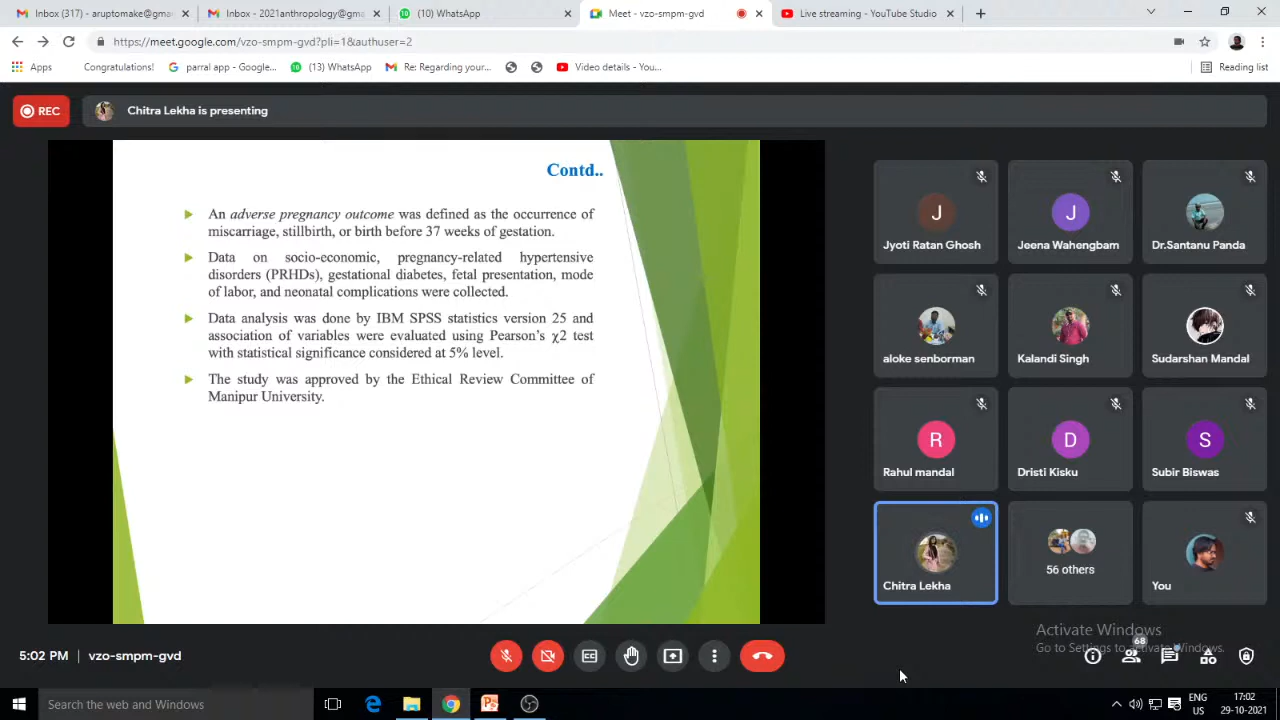 Inbox (317) - aruptomake@gma
Inbox - 2021anthropology@gm
(10) WhatsApp
Meet - vzo-smpm-gvd
Live streaming - YouTube Studio
https://meet.google.com/vzo-smpm-gvd?pli=1&authuser=2
Apps
Congratulations!
parral app - Google...
(13) WhatsApp
Re: Regarding your...
Video details - You...
Reading list
REC
Chitra Lekha is presenting
Contd..
An adverse pregnancy outcome was defined as the occurrence of
miscarriage, stillbirth, or birth before 37 weeks of gestation.
Data on socio-economic, pregnancy-related hypertensive
disorders (PRHDs), gestational diabetes, fetal presentation, mode
of labor, and neonatal complications were collected.
Data analysis was done by IBM SPSS statistics version 25 and
association of variables were evaluated using Pearson's χ2 test
with statistical significance considered at 5% level.
The study was approved by the Ethical Review Committee of
Manipur University.
J
Jyoti Ratan Ghosh
J
Jeena Wahengbam
Dr.Santanu Panda
aloke senborman
Kalandi Singh
Sudarshan Mandal
R
Rahul mandal
D
Dristi Kisku
S
Subir Biswas
Chitra Lekha
56 others
You
Activate Windows
Go to Settings to activate Windows.
68
5:02 PM | vzo-smpm-gvd
Search the web and Windows
ENG
US
17:02
29-10-2021